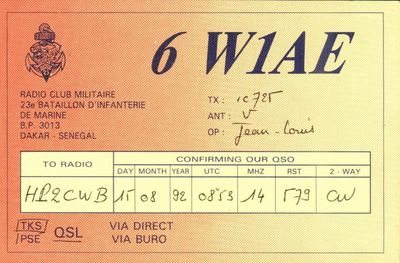 6 W1AE
RADIO CLUB MILITAIRE
23e BATAILLON D'INFANTERIE
DE MARINE
B.P. 3013
DAKAR - SENEGAL
TX : ic725
ANT : V
OP : Jean-Louis
TO RADIO CONFIRMING OUR QSO
DAY MONTH YEAR UTC MHZ RST 2 - WAY
HP2CWB 15 08 92 0853 14 579 CW
TKS/PSE QSL VIA DIRECT
VIA BURO